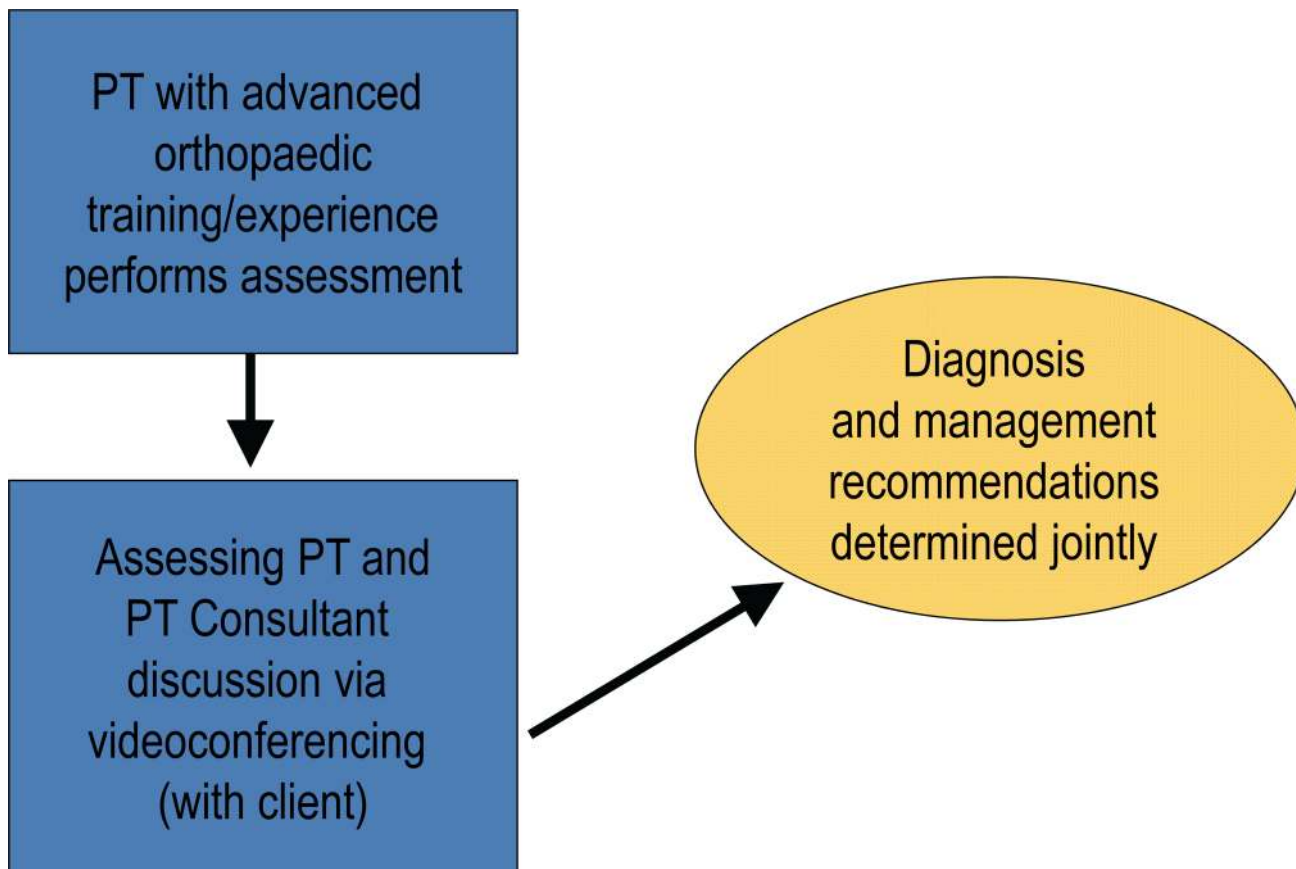 PT with advanced
orthopaedic
training/experience
performs assessment
Assessing PT and
PT Consultant
discussion via
videoconferencing
(with client)
Diagnosis
and management
recommendations
determined jointly